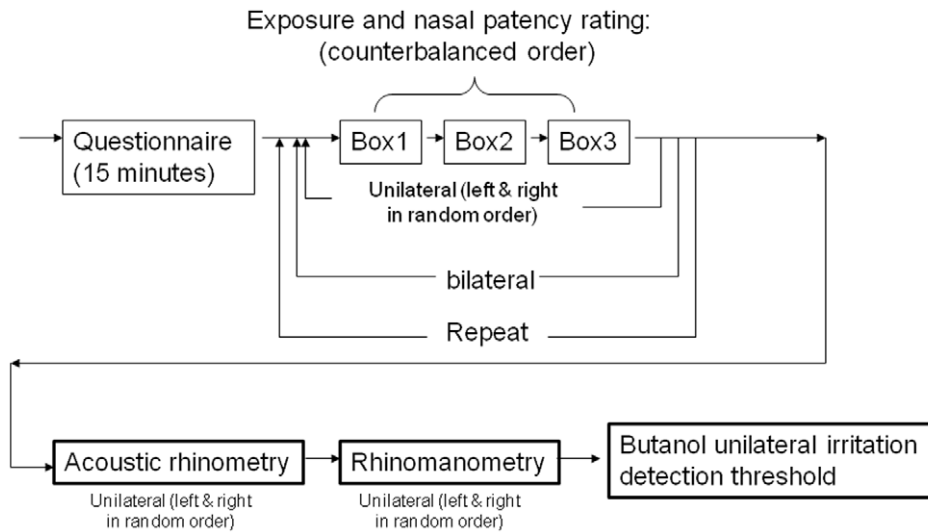 Exposure and nasal patency rating:
(counterbalanced order)
Questionnaire
(15 minutes)
Box1
Box2
Box3
Unilateral (left & right
in random order)
bilateral
Repeat
Acoustic rhinometry
Unilateral (left & right
in random order)
Rhinomanometry
Unilateral (left & right
in random order)
Butanol unilateral irritation
detection threshold